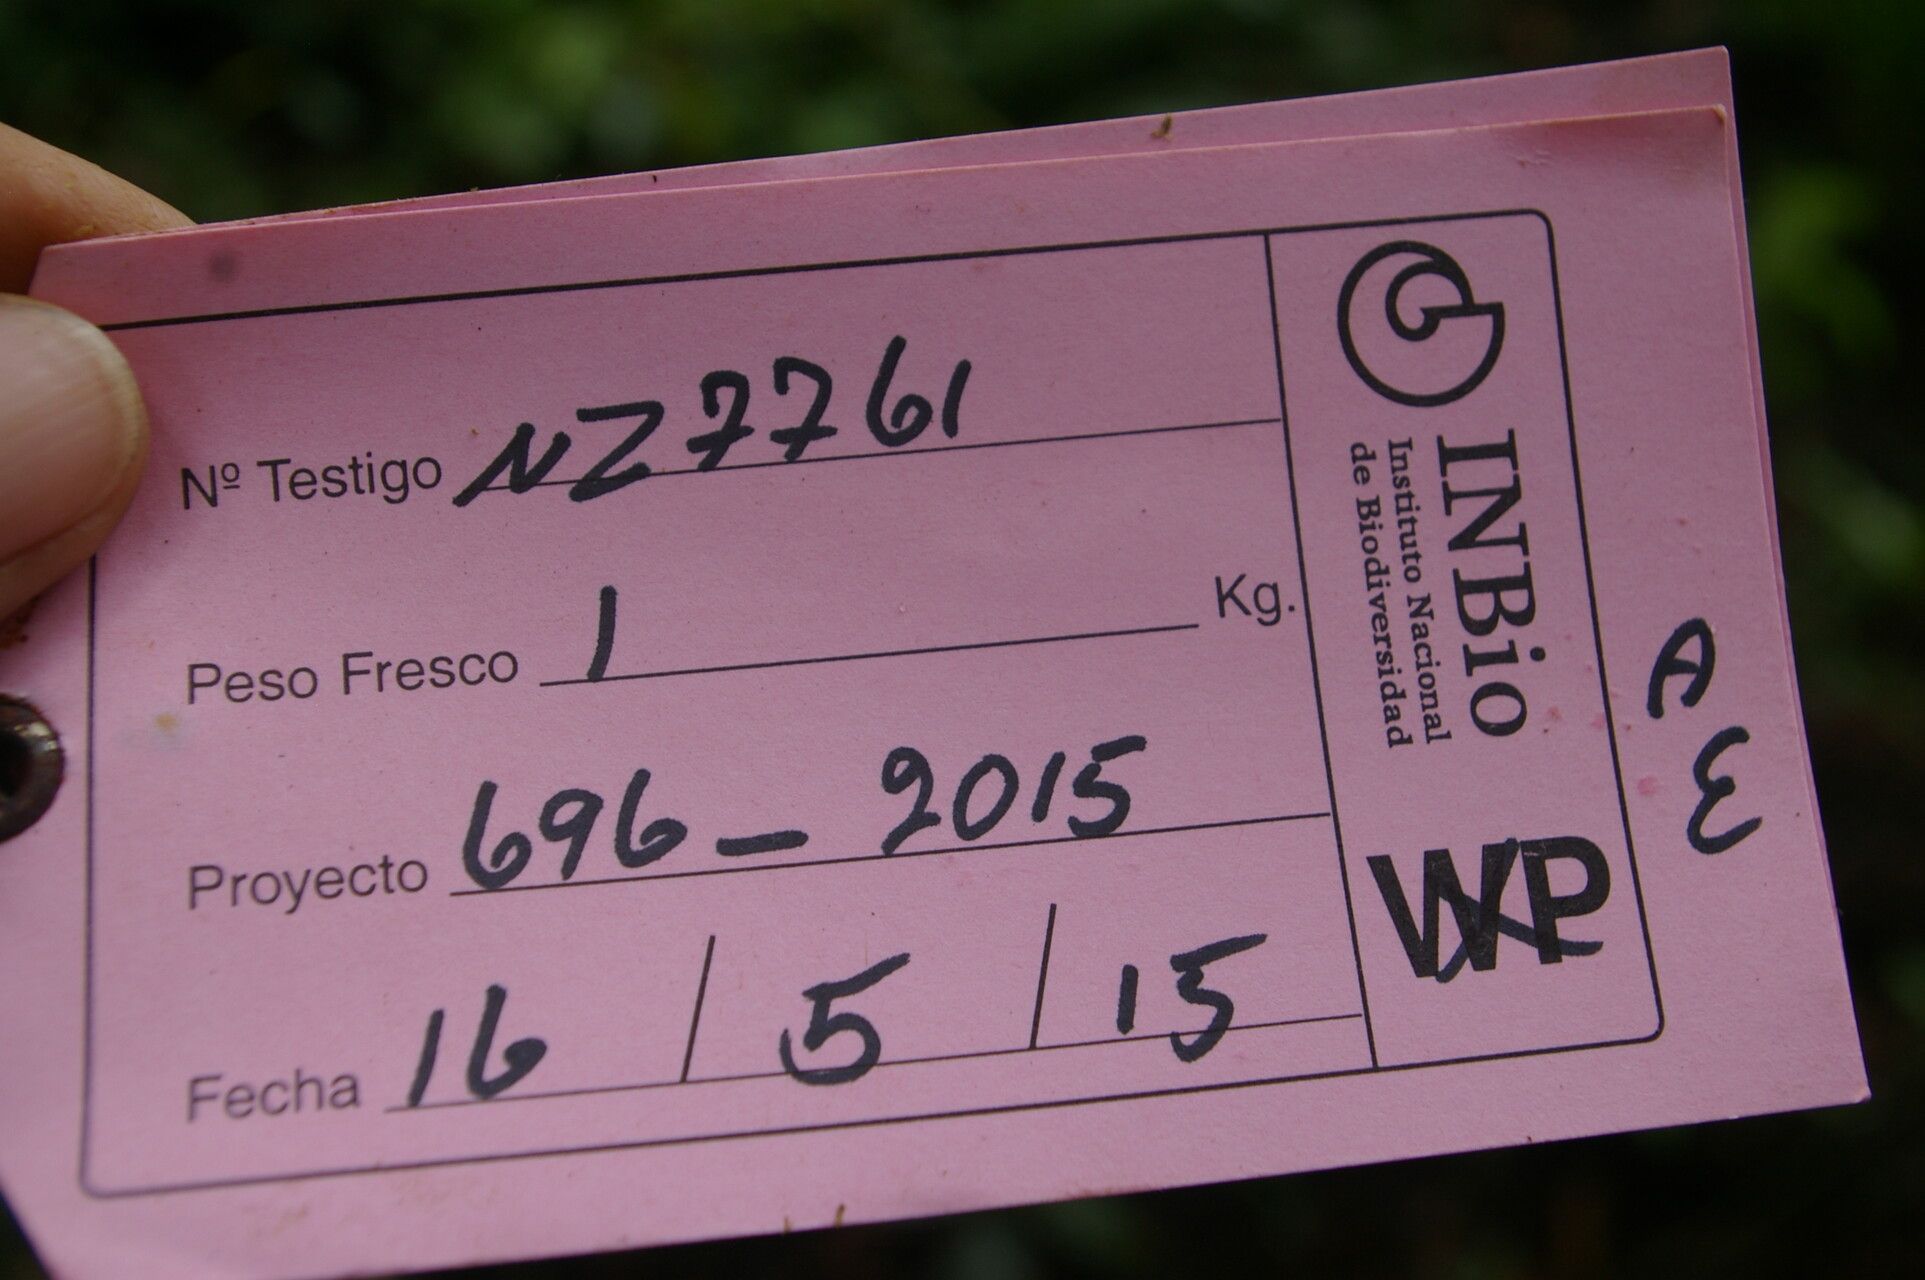 Nº Testigo NZ7761
Peso Fresco 1 Kg.
Proyecto 696-2015
Fecha 16 / 5 / 15
INBio
Instituto Nacional
de Biodiversidad
WP
AE